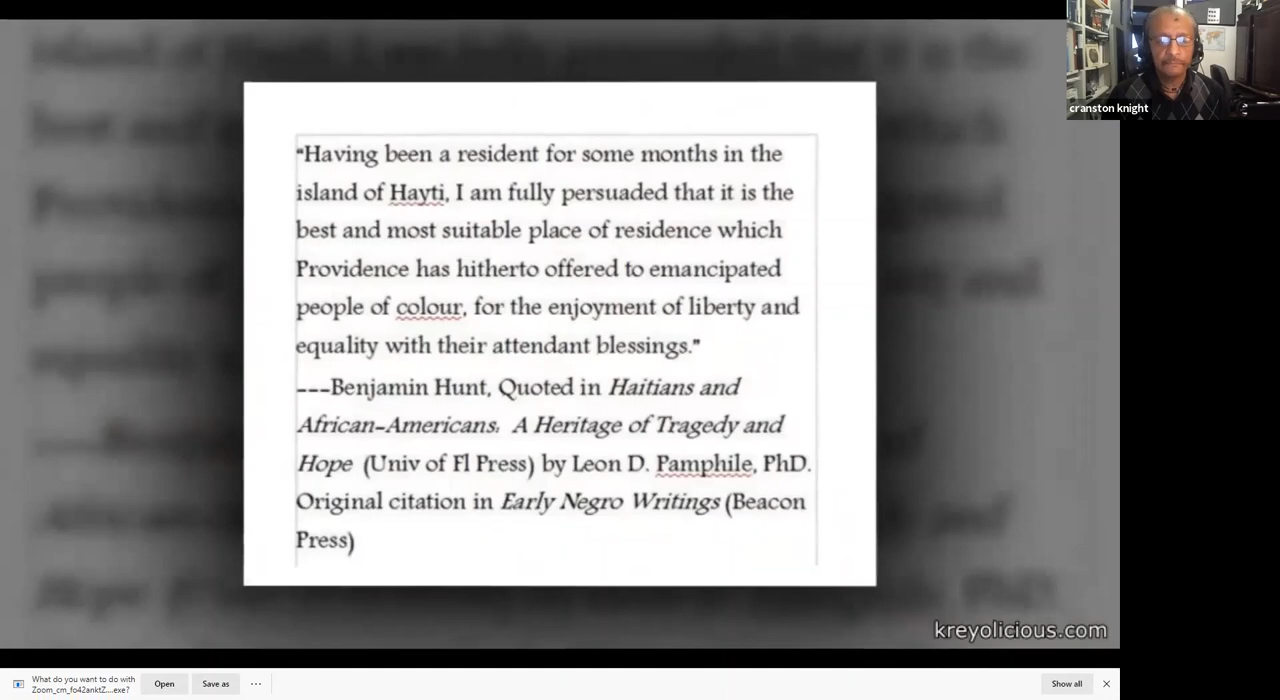 cranston knight
“Having been a resident for some months in the
island of Hayti, I am fully persuaded that it is the
best and most suitable place of residence which
Providence has hitherto offered to emancipated
people of colour, for the enjoyment of liberty and
equality with their attendant blessings.”
---Benjamin Hunt, Quoted in Haitians and
African-Americans: A Heritage of Tragedy and
Hope (Univ of Fl Press) by Leon D. Pamphile, PhD.
Original citation in Early Negro Writings (Beacon
Press)
kreyolicious.com
What do you want to do with
Zoom_cm_fo42anktZ....exe?
Open
Save as
...
Show all